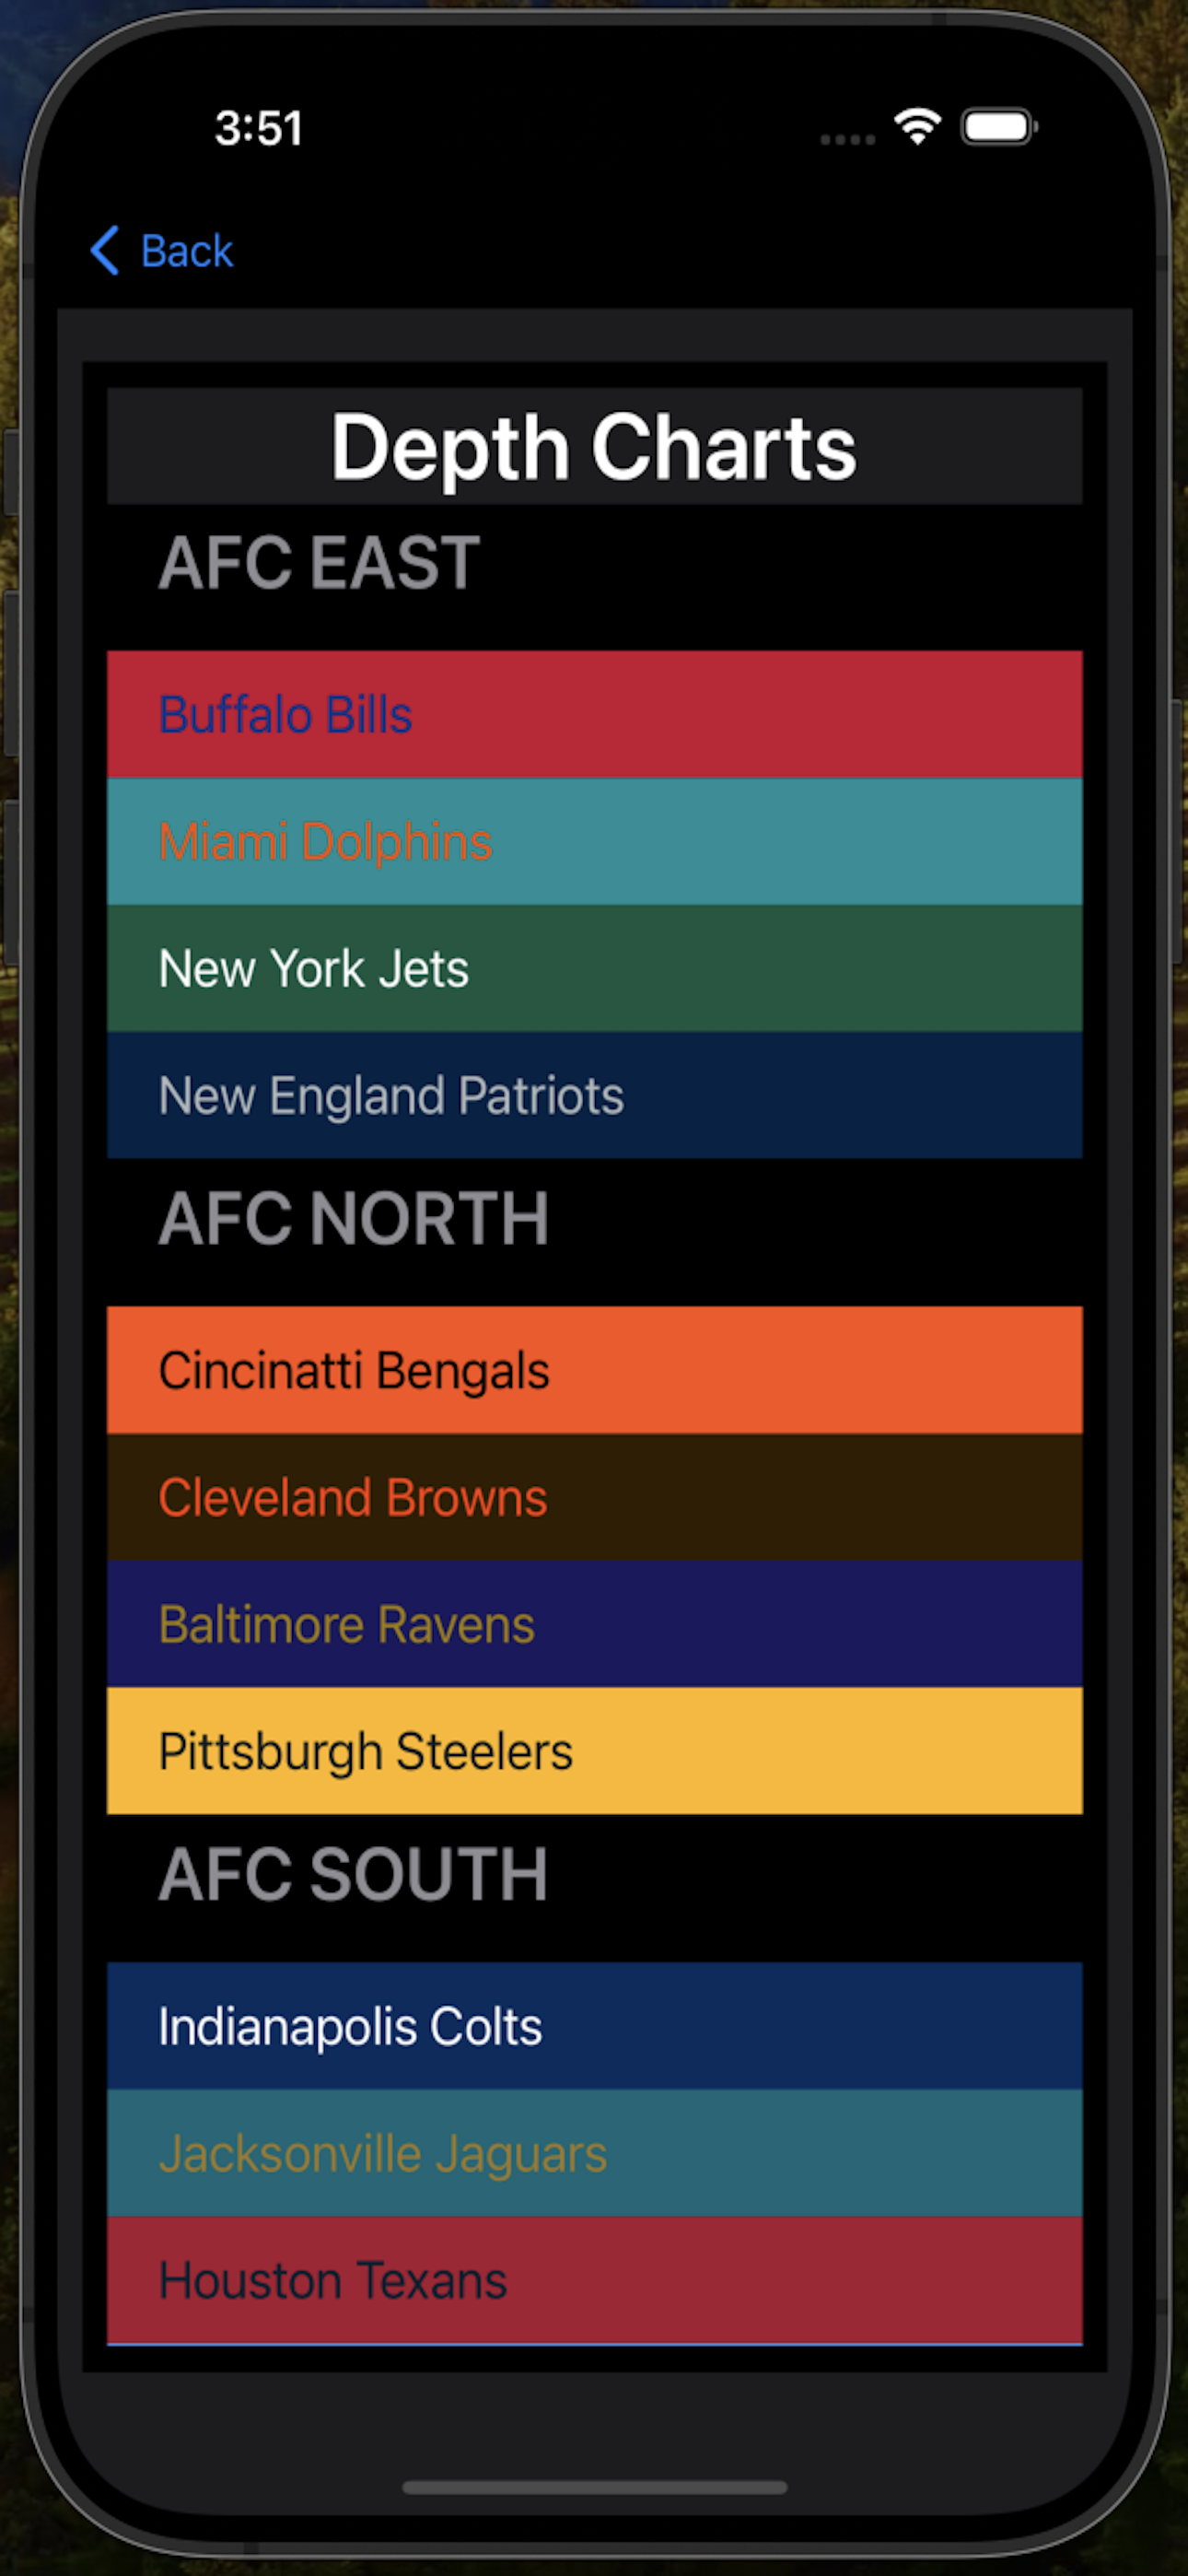 3:51
Back
Depth Charts
AFC EAST
Buffalo Bills
Miami Dolphins
New York Jets
New England Patriots
AFC NORTH
Cincinatti Bengals
Cleveland Browns
Baltimore Ravens
Pittsburgh Steelers
AFC SOUTH
Indianapolis Colts
Jacksonville Jaguars
Houston Texans